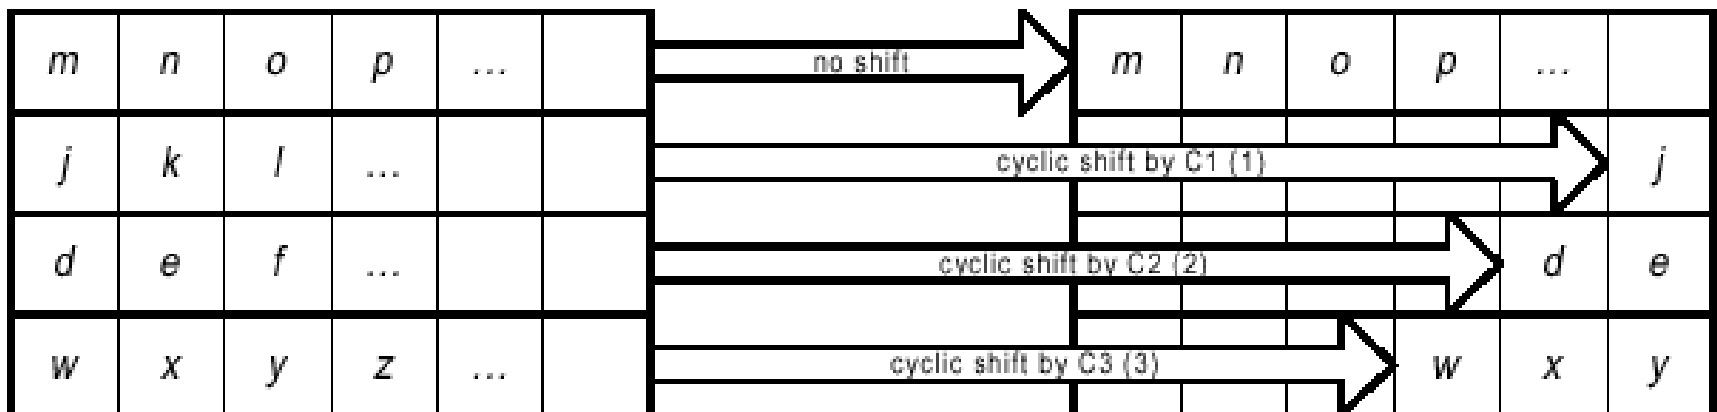 m n o p ... no shift m n o p ...
j k l ... cyclic shift by C1 (1) j
d e f ... cyclic shift by C2 (2) d e
w x y z ... cyclic shift by C3 (3) w x y